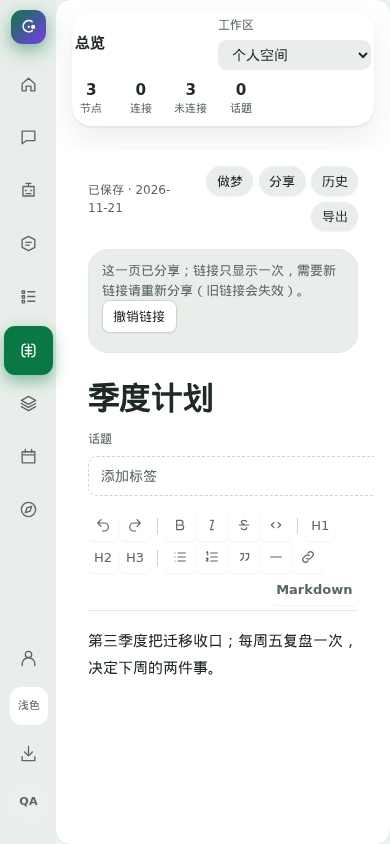 总览
工作区
个人空间
3 0 3 0
节点 连接 未连接 话题
已保存 · 2026-11-21
做梦 分享 历史
导出
这一页已分享；链接只显示一次，需要新
链接请重新分享（旧链接会失效）。
撤销链接
季度计划
话题
添加标签
B I S H1
H2 H3
Markdown
第三季度把迁移收口；每周五复盘一次，
决定下周的两件事。
浅色
QA